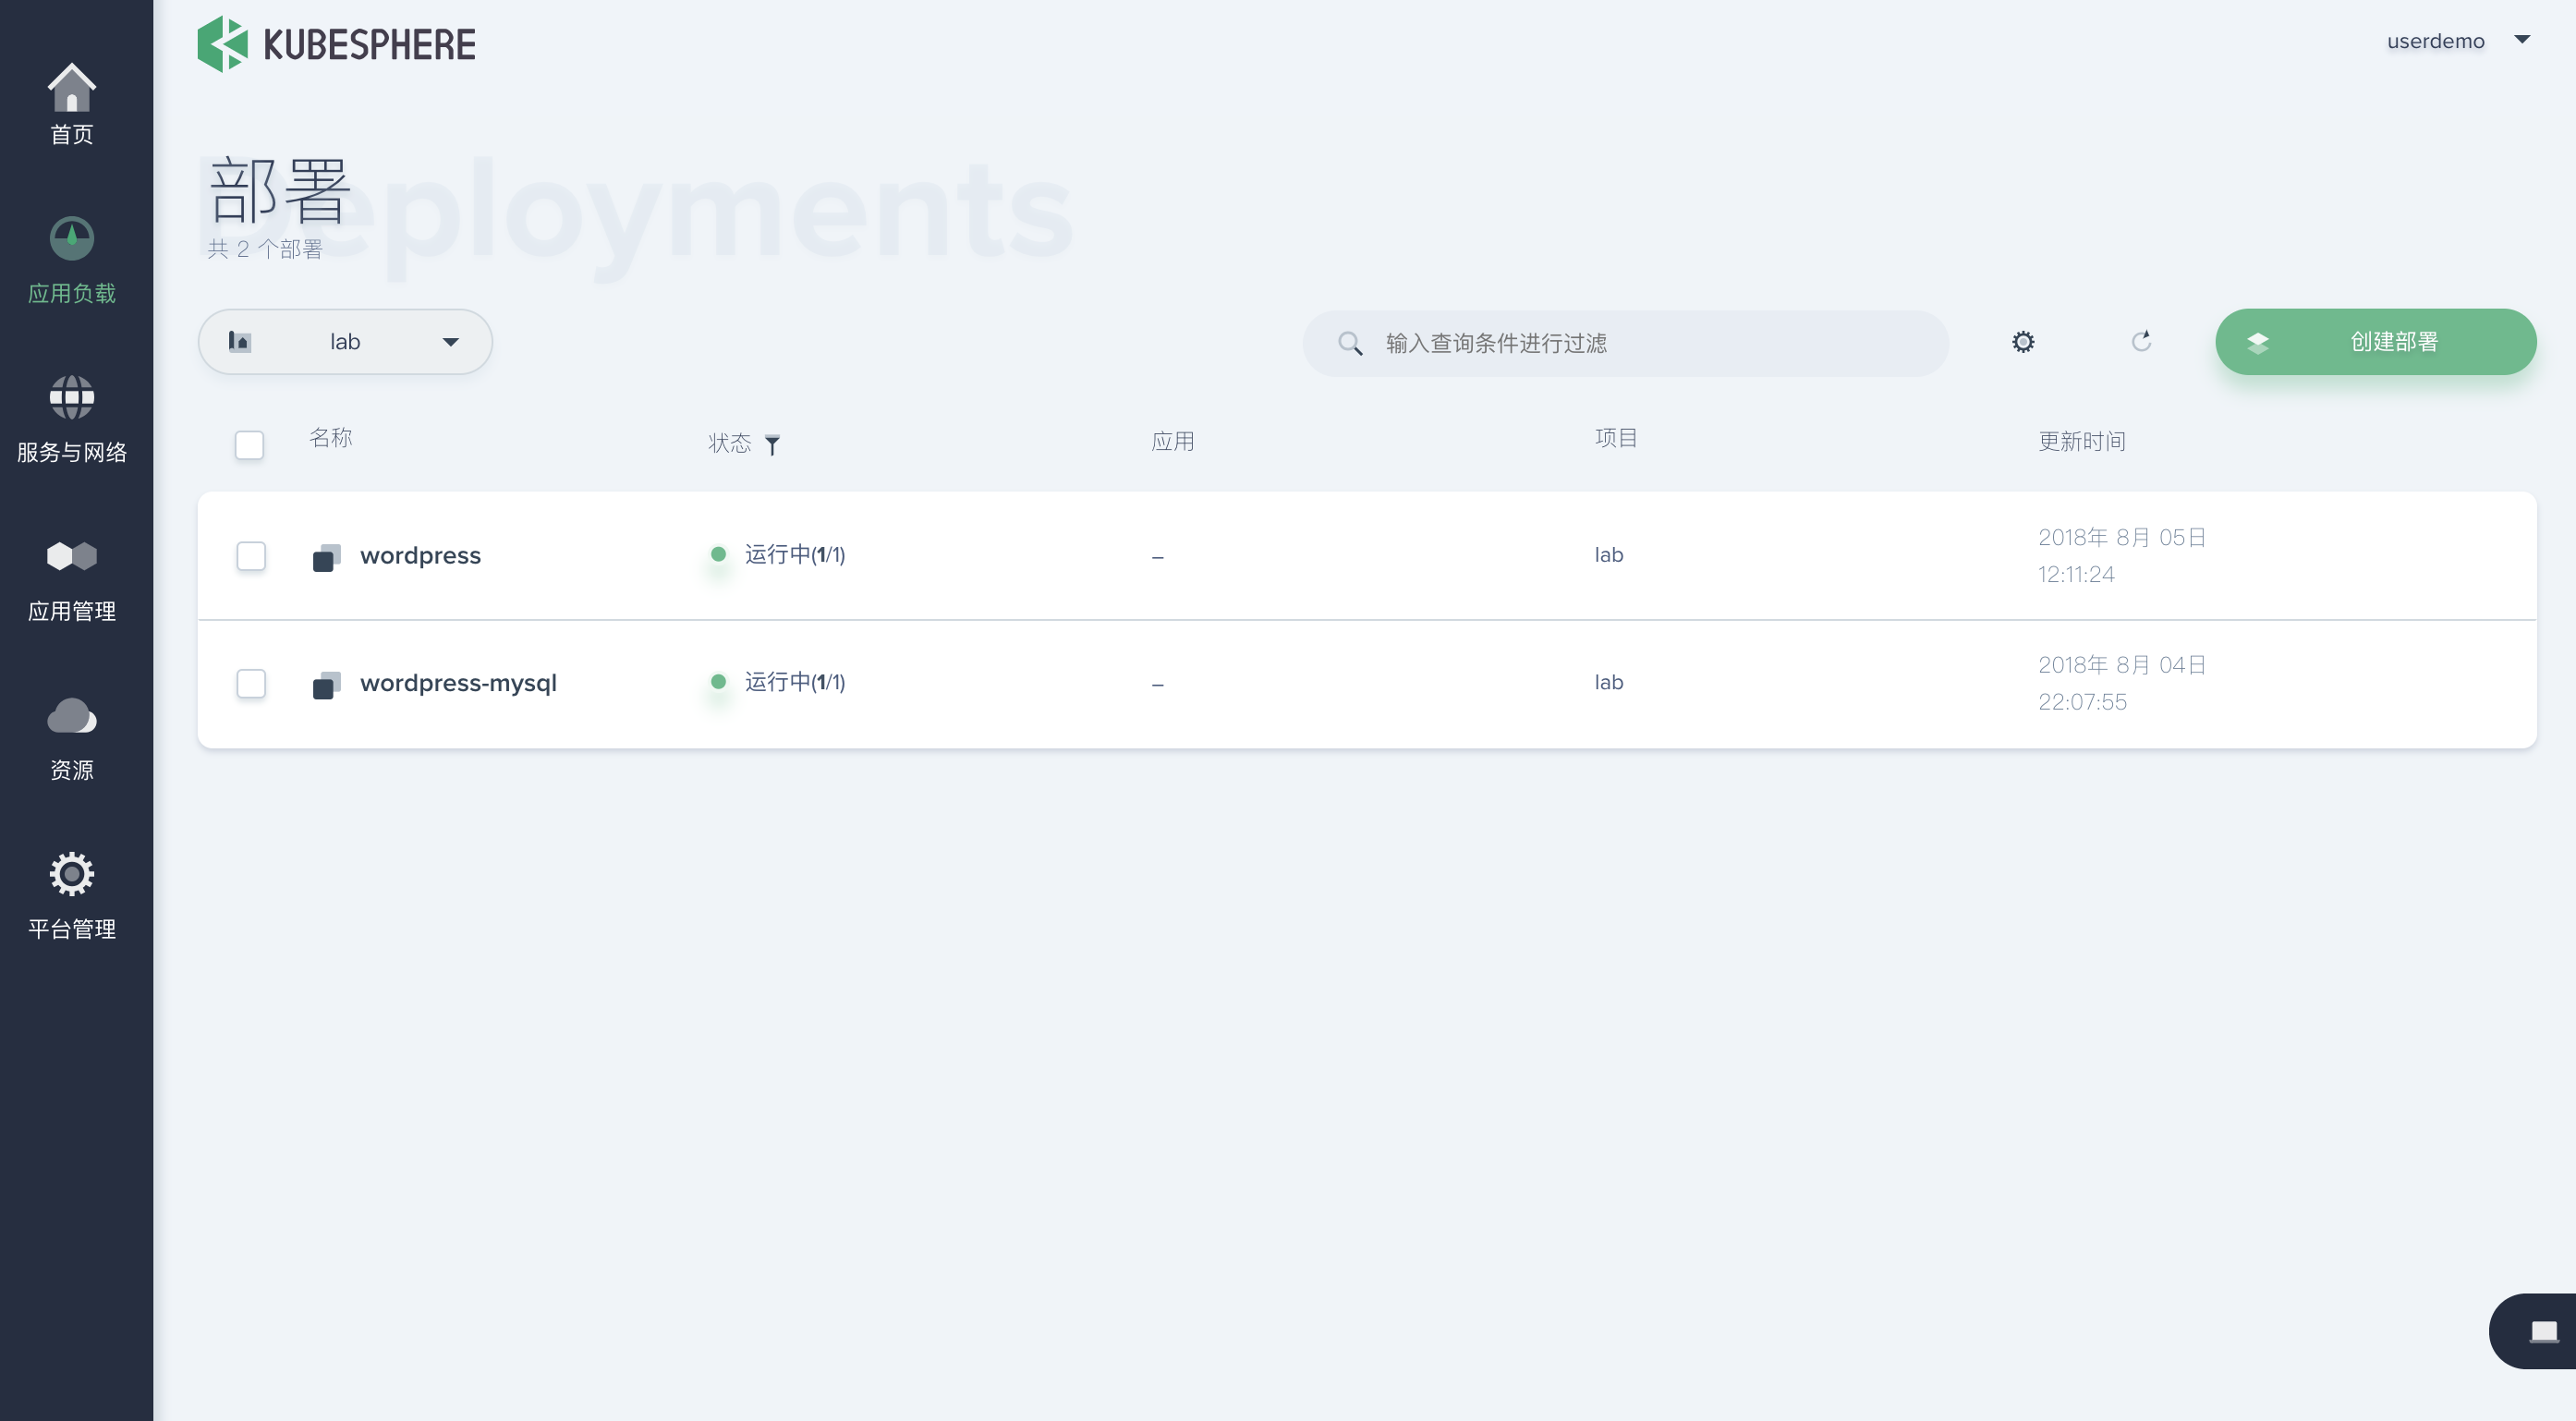 KUBESPHERE
userdemo
首页
应用负载
服务与网络
应用管理
资源
平台管理
Deployments
部署
共 2 个部署
lab
输入查询条件进行过滤
创建部署
名称 状态 应用 项目 更新时间
wordpress 运行中(1/1) – lab 2018年 8月 05日
12:11:24
wordpress-mysql 运行中(1/1) – lab 2018年 8月 04日
22:07:55